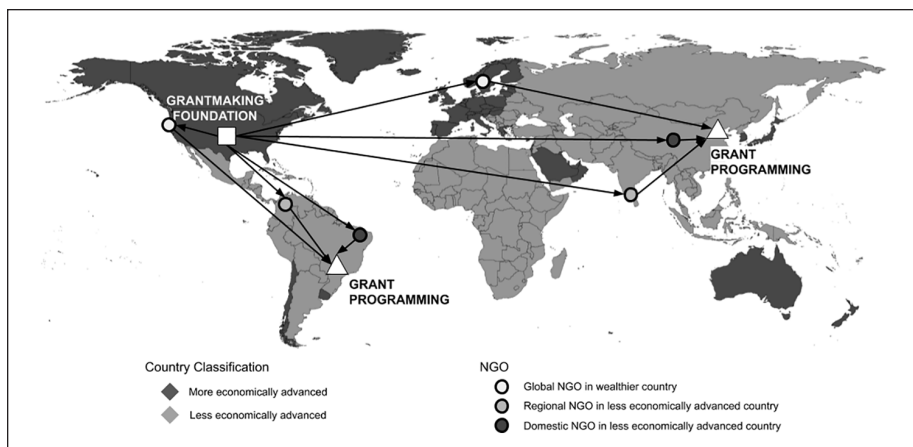 GRANTMAKING
FOUNDATION
GRANT
PROGRAMMING
GRANT
PROGRAMMING
Country Classification
More economically advanced
Less economically advanced
NGO
Global NGO in wealthier country
Regional NGO in less economically advanced country
Domestic NGO in less economically advanced country